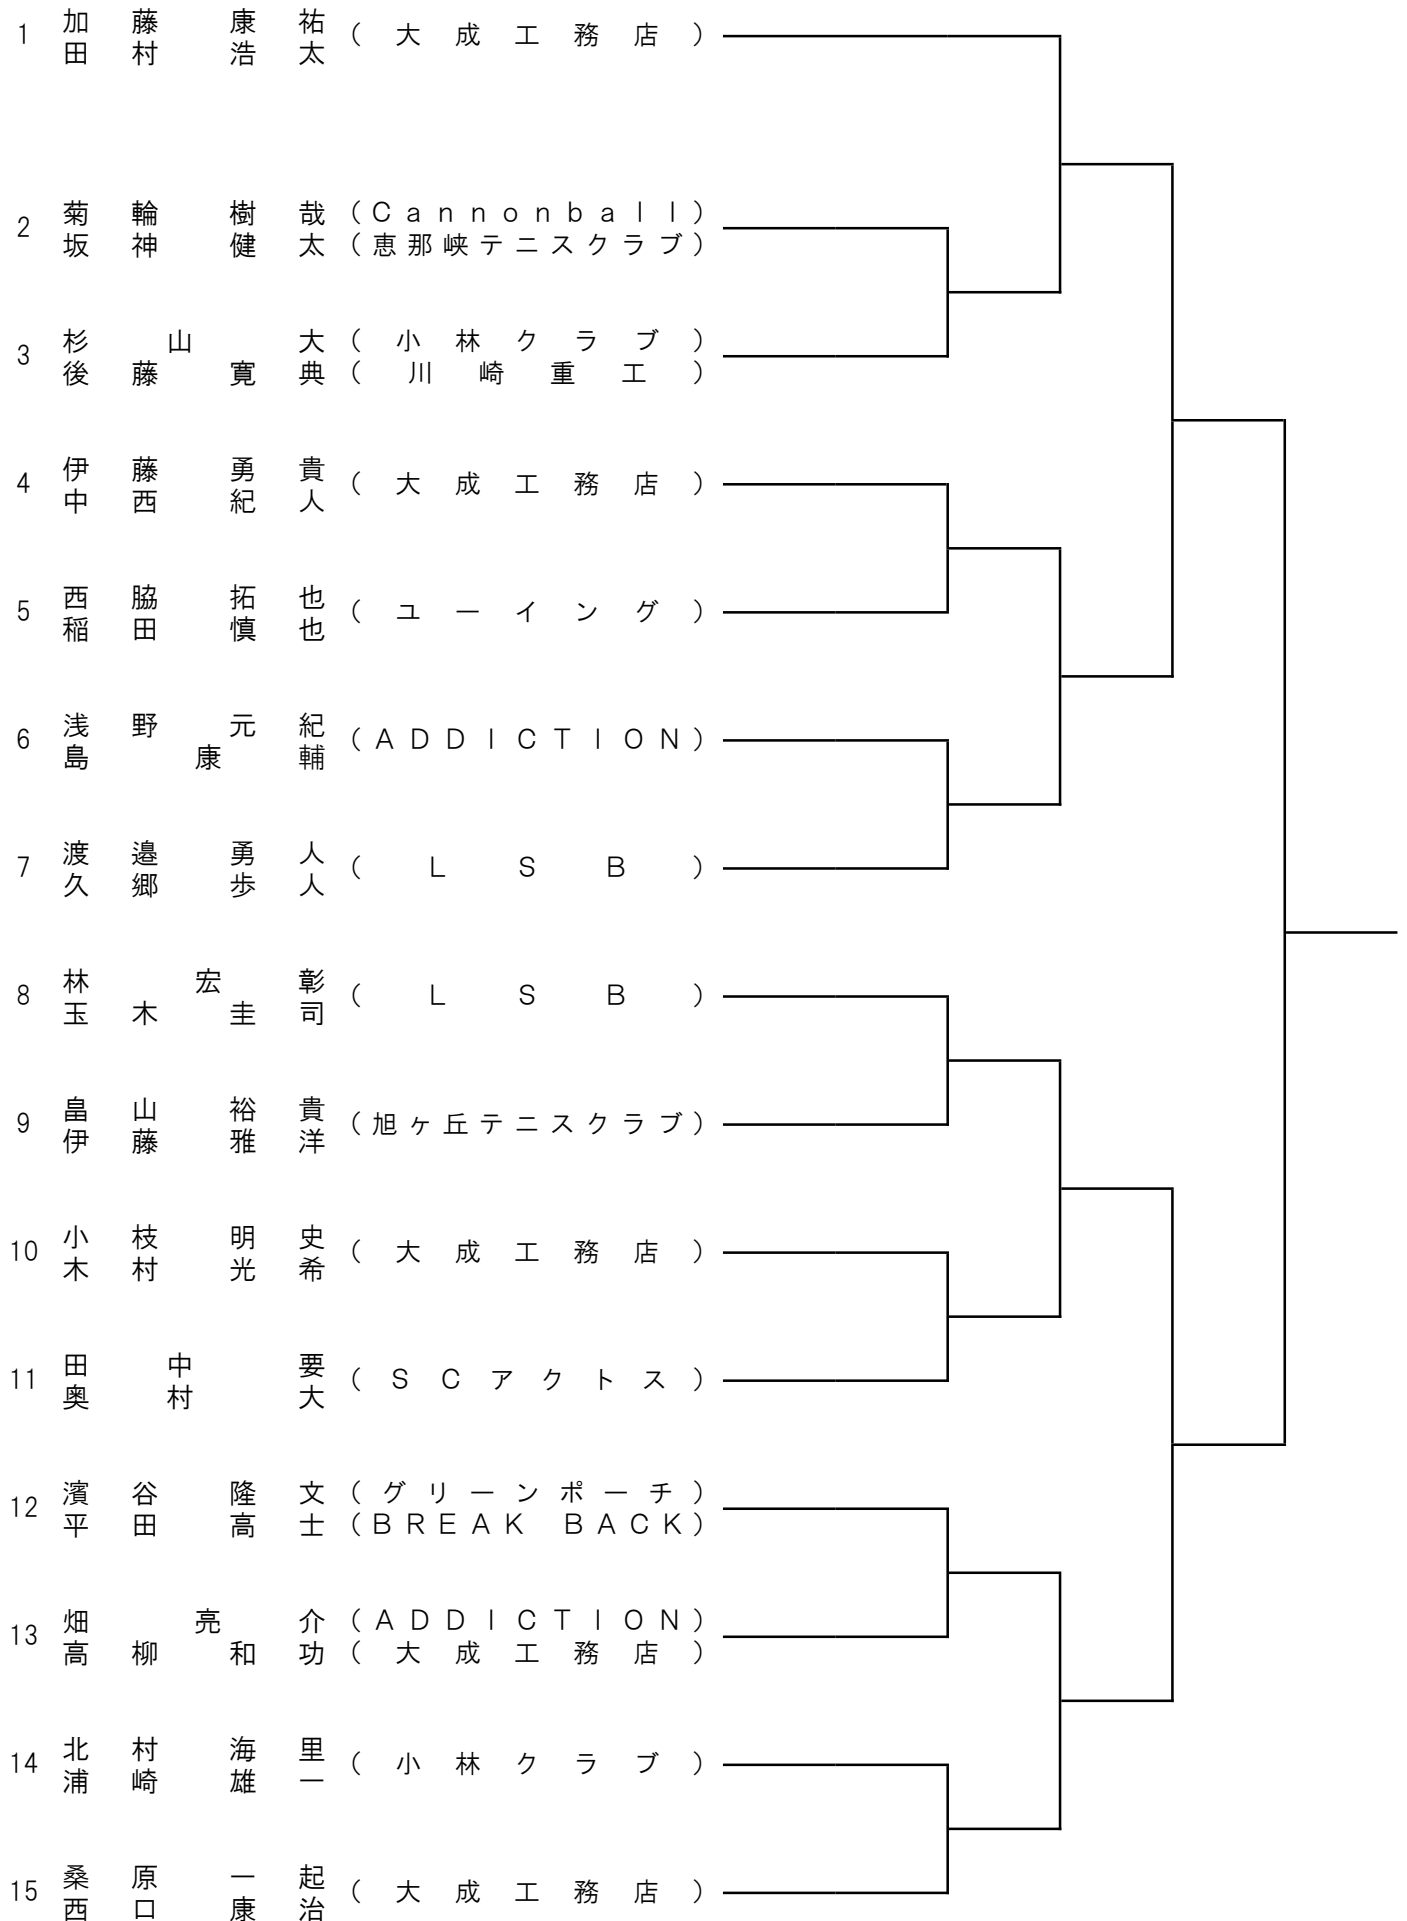 1 加藤 康祐 (大成工務店)
田村 浩太
2 菊輪 樹哉 (Cannonball)
坂神 健太 (恵那峡テニスクラブ)
3 杉山 大 (小林クラブ)
後藤 寛典 (川崎重工)
4 伊藤 勇貴 (大成工務店)
中西 紀人
5 西脇 拓也 (ユーイング)
稲田 慎也
6 浅野 元紀 (ADDICTION)
島 康輔
7 渡邉 勇人 (LSB)
久郷 歩人
8 林 宏彰 (LSB)
玉木 圭司
9 畠山 裕貴 (旭ヶ丘テニスクラブ)
伊藤 雅洋
10 小枝 明史 (大成工務店)
木村 光希
11 田中 要 (SCアクトス)
奥村 大
12 濱谷 隆文 (グリーンポーチ)
平田 高士 (BREAK BACK)
13 畑 亮介 (ADDICTION)
高柳 和功 (大成工務店)
14 北村 海里 (小林クラブ)
浦崎 雄一
15 桑原 一起 (大成工務店)
西口 康治